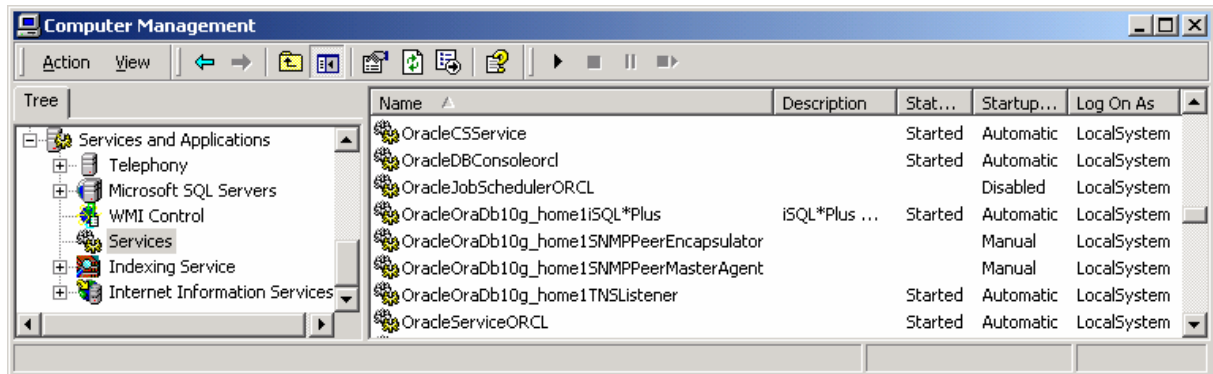 Computer Management
Action View
Tree
Services and Applications
Telephony
Microsoft SQL Servers
WMI Control
Services
Indexing Service
Internet Information Services
Name Description Stat... Startup... Log On As
OracleCSService Started Automatic LocalSystem
OracleDBConsoleorcl Started Automatic LocalSystem
OracleJobSchedulerORCL Disabled LocalSystem
OracleOraDb10g_home1iSQL*Plus iSQL*Plus ... Started Automatic LocalSystem
OracleOraDb10g_home1SNMPPeerEncapsulator Manual LocalSystem
OracleOraDb10g_home1SNMPPeerMasterAgent Manual LocalSystem
OracleOraDb10g_home1TNSListener Started Automatic LocalSystem
OracleServiceORCL Started Automatic LocalSystem